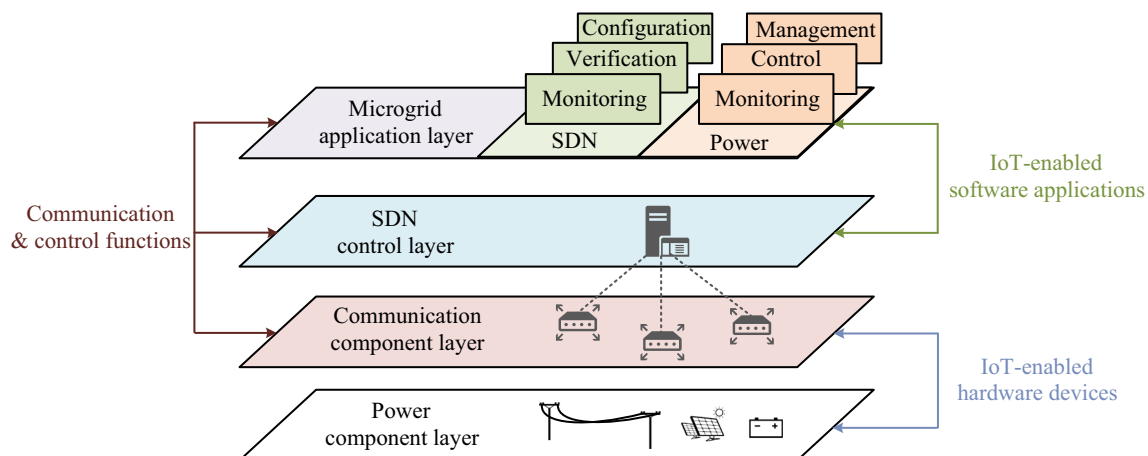 Configuration
Management
Verification
Control
Monitoring
Monitoring
Microgrid
application layer
SDN
Power
IoT-enabled
software applications
Communication
& control functions
SDN
control layer
Communication
component layer
IoT-enabled
hardware devices
Power
component layer